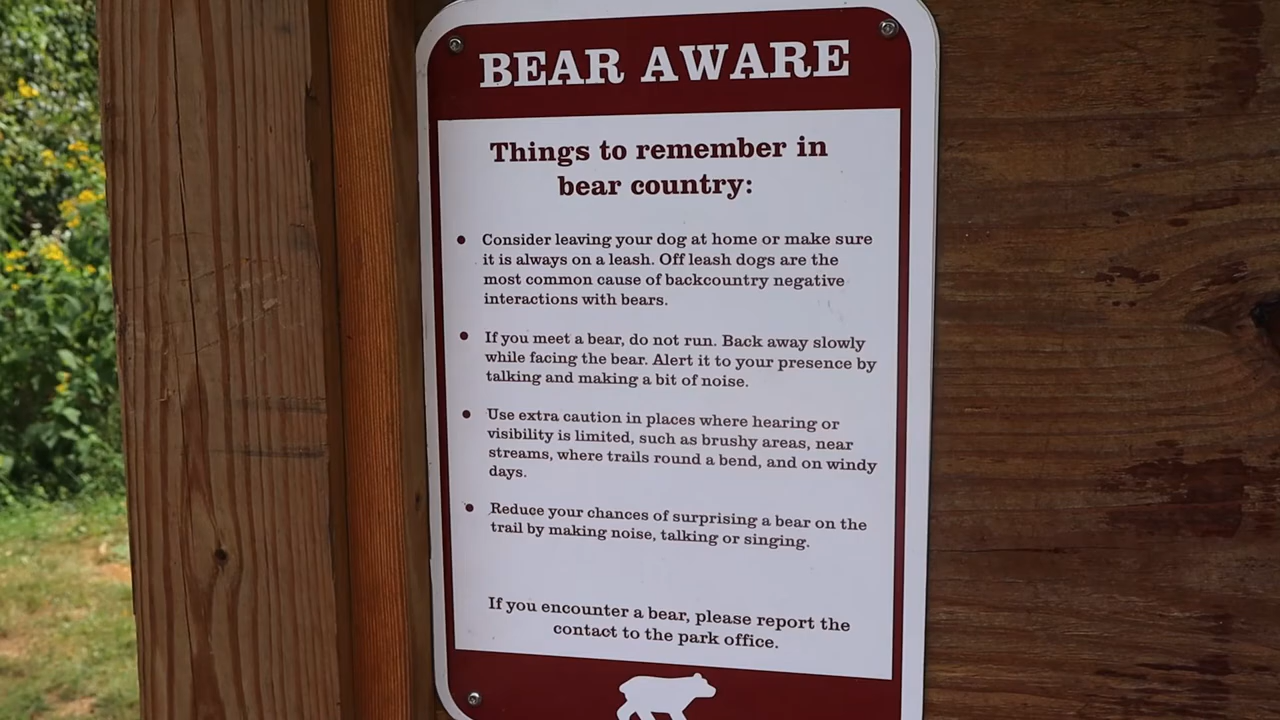 BEAR AWARE
Things to remember in
bear country:
• Consider leaving your dog at home or make sure
it is always on a leash. Off leash dogs are the
most common cause of backcountry negative
interactions with bears.
• If you meet a bear, do not run. Back away slowly
while facing the bear. Alert it to your presence by
talking and making a bit of noise.
• Use extra caution in places where hearing or
visibility is limited, such as brushy areas, near
streams, where trails round a bend, and on windy
days.
• Reduce your chances of surprising a bear on the
trail by making noise, talking or singing.
If you encounter a bear, please report the
contact to the park office.